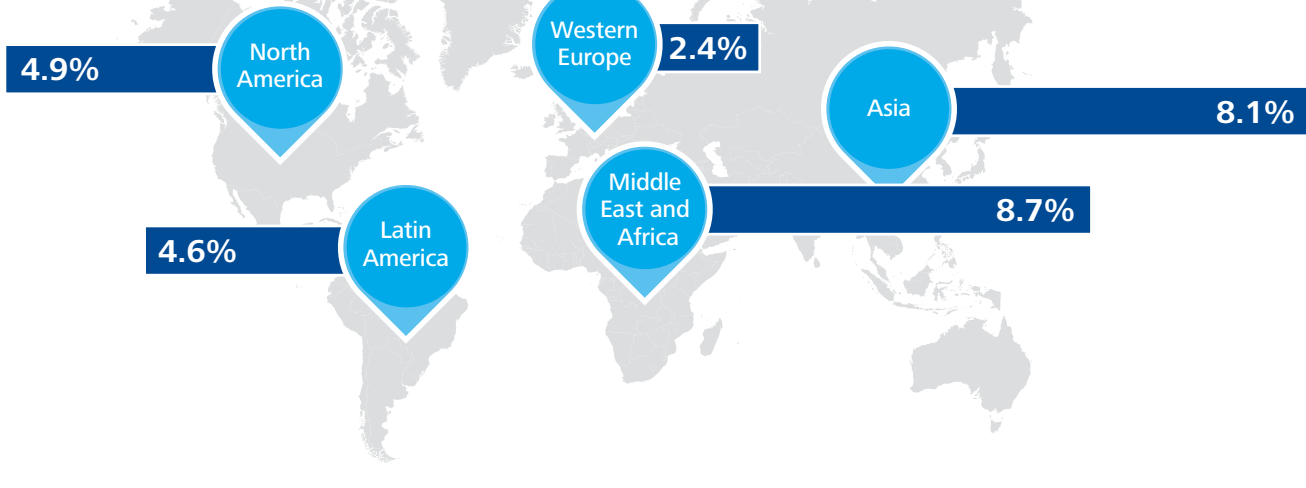 North
America
4.9%
Western
Europe
2.4%
Asia
8.1%
Middle
East and
Africa
8.7%
Latin
America
4.6%